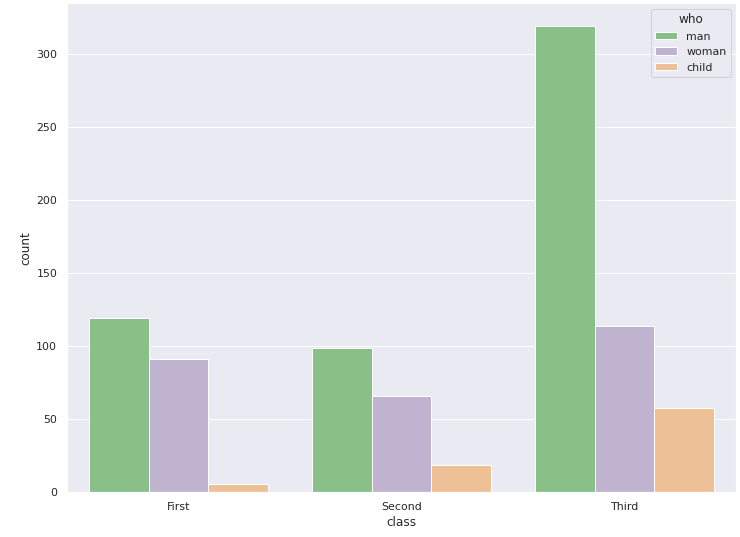 who
man
woman
child
count
300
250
200
150
100
50
0
First Second Third
class